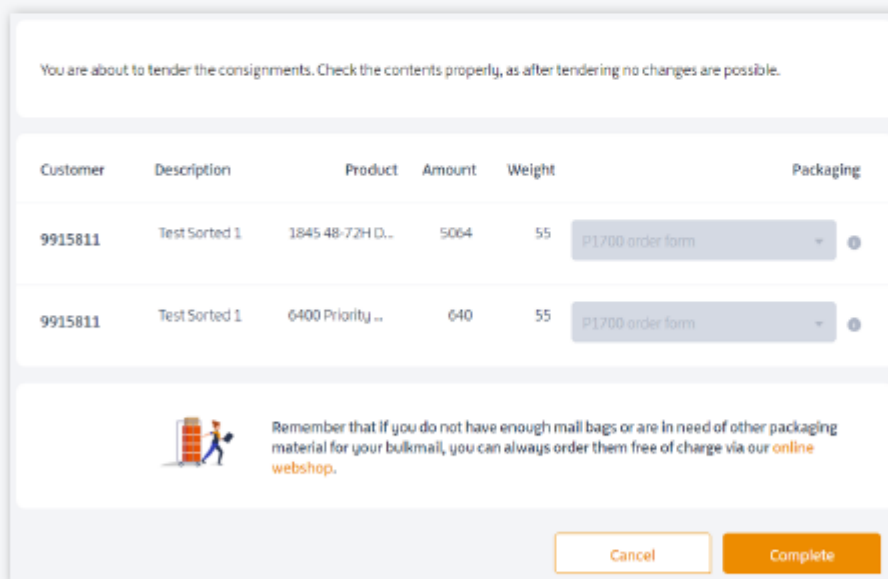 You are about to tender the consignments. Check the contents properly, as after tendering no changes are possible.
Customer Description Product Amount Weight Packaging
9915811 Test Sorted 1 1845 48-72H D... 5064 55 P1700 order form
9915811 Test Sorted 1 6400 Priority ... 640 55 P1700 order form
Remember that if you do not have enough mail bags or are in need of other packaging
material for your bulkmail, you can always order them free of charge via our online
webshop.
Cancel Complete